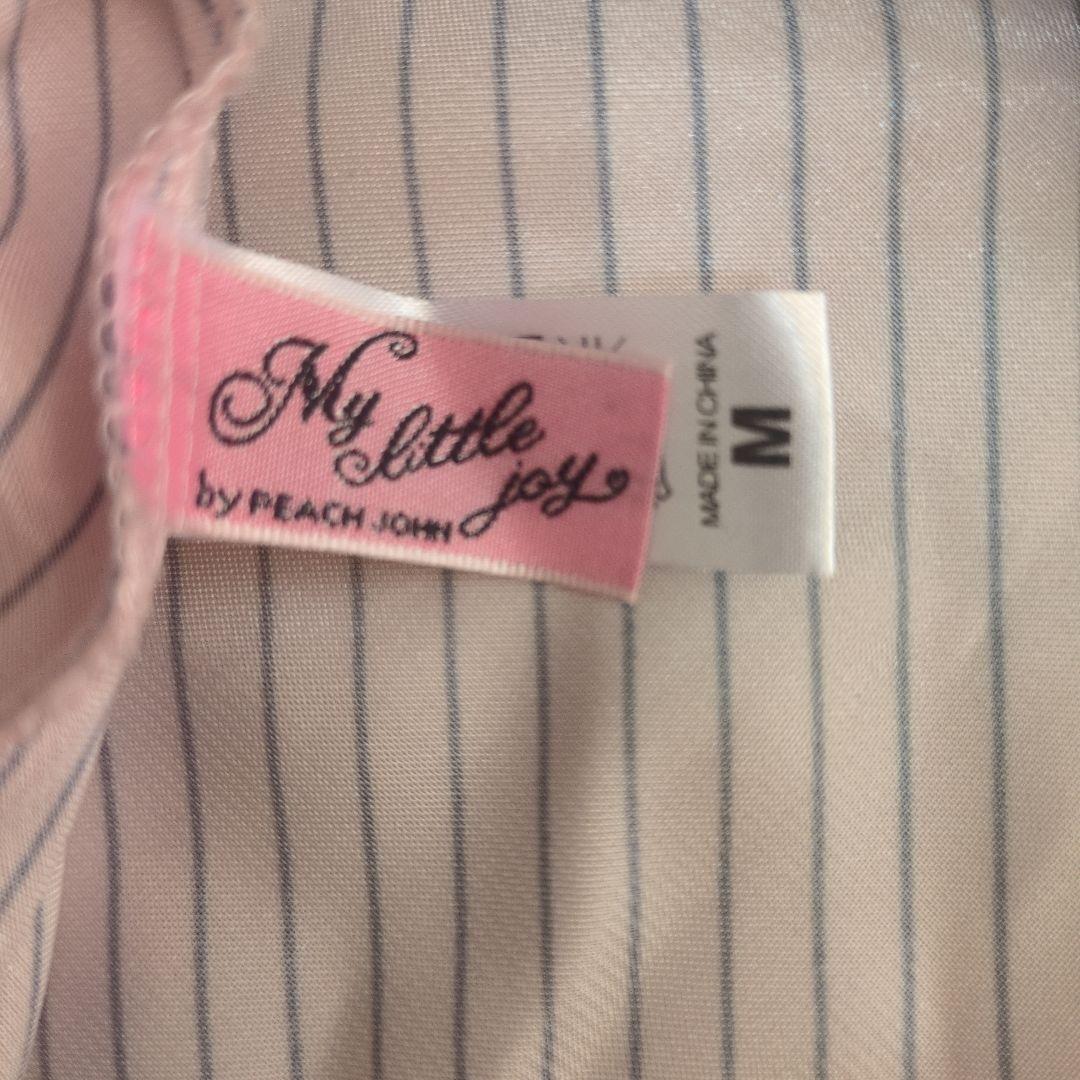 My
little
joy
by PEACH JOHN
MADE IN CHINA
M